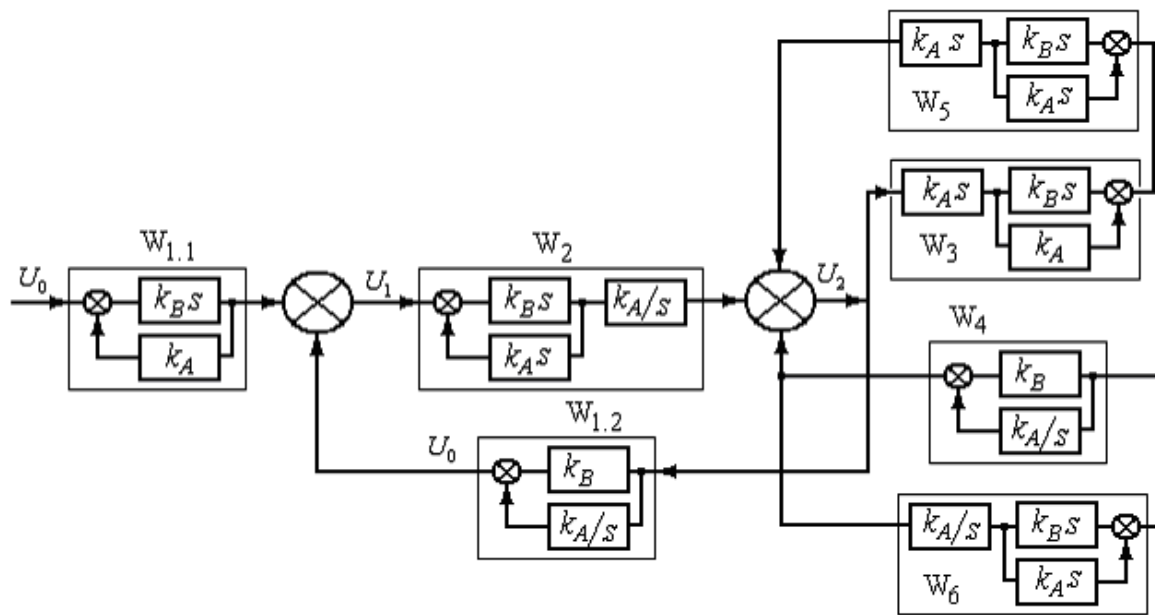 k_A s
k_B s
k_A s
W_5
k_A s
k_B s
k_A
W_3
W_{1.1}
U_0
k_B s
k_A
U_1
W_2
k_B s
k_A/s
k_A s
U_2
W_4
k_B
k_A/s
W_{1.2}
U_0
k_B
k_A/s
k_A/s
k_B s
k_A s
W_6